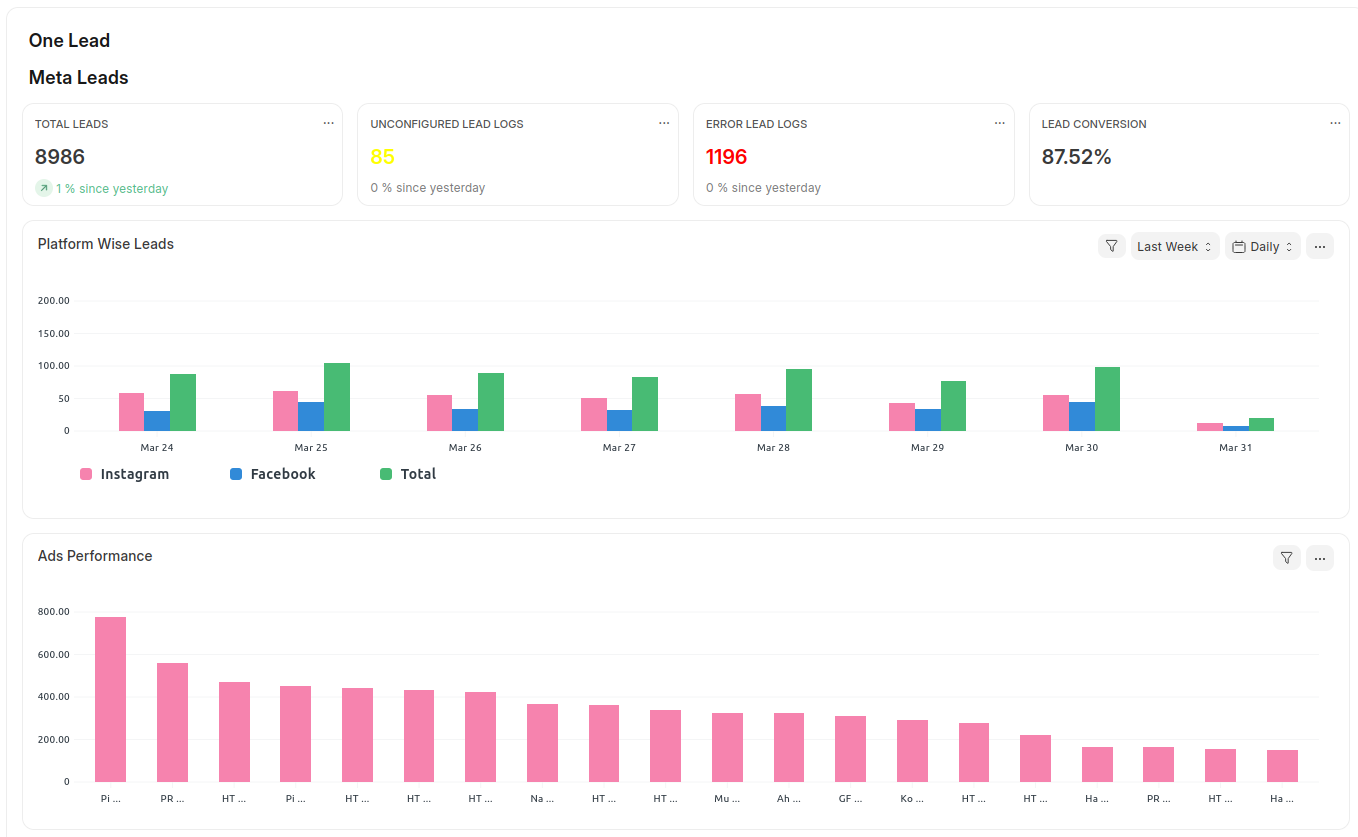 One Lead
Meta Leads
TOTAL LEADS ...
8986
1 % since yesterday
UNCONFIGURED LEAD LOGS ...
85
0 % since yesterday
ERROR LEAD LOGS ...
1196
0 % since yesterday
LEAD CONVERSION ...
87.52%
Platform Wise Leads
Last Week
Daily
...
200.00
150.00
100.00
50
0
Mar 24 Mar 25 Mar 26 Mar 27 Mar 28 Mar 29 Mar 30 Mar 31
Instagram Facebook Total
Ads Performance
...
800.00
600.00
400.00
200.00
0
Pi ... PR ... HT ... Pi ... HT ... HT ... HT ... Na ... HT ... HT ... Mu ... Ah ... GF ... Ko ... HT ... HT ... Ha ... PR ... HT ... Ha ...